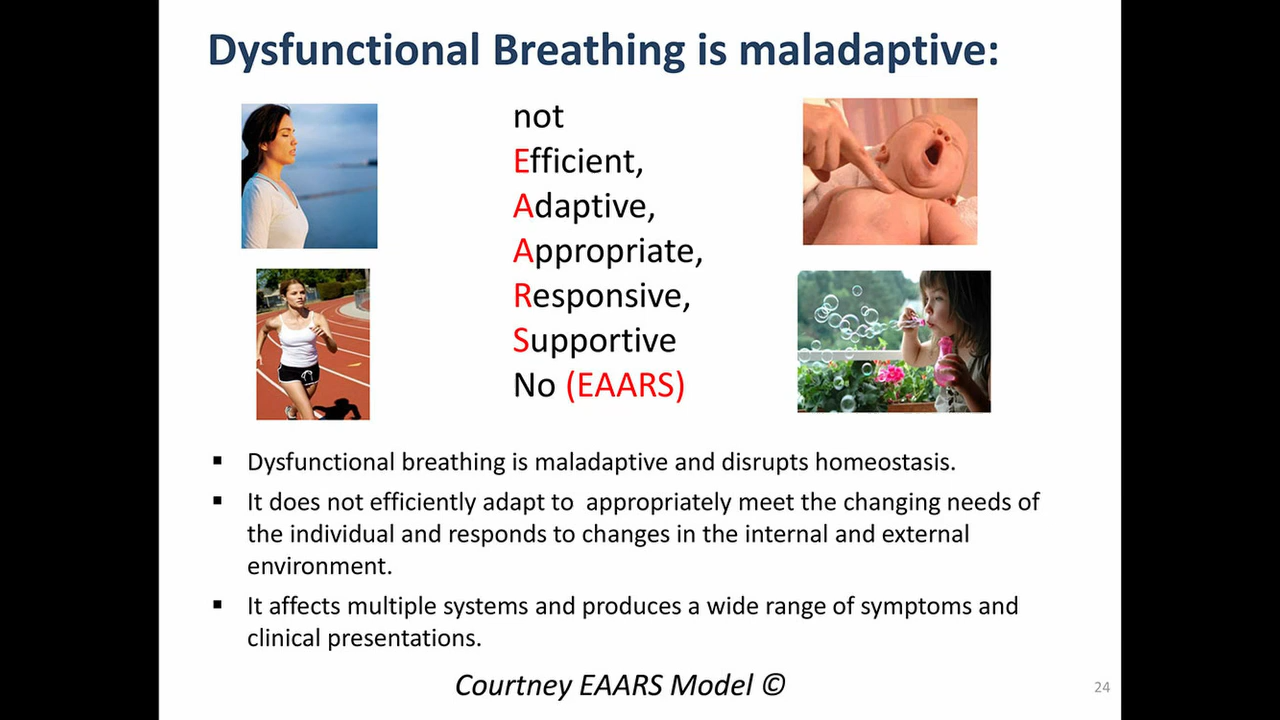 Dysfunctional Breathing is maladaptive:
not
Efficient,
Adaptive,
Appropriate,
Responsive,
Supportive
No (EAARS)
▪ Dysfunctional breathing is maladaptive and disrupts homeostasis.
▪ It does not efficiently adapt to  appropriately meet the changing needs of
the individual and responds to changes in the internal and external
environment.
▪ It affects multiple systems and produces a wide range of symptoms and
clinical presentations.
Courtney EAARS Model ©
24